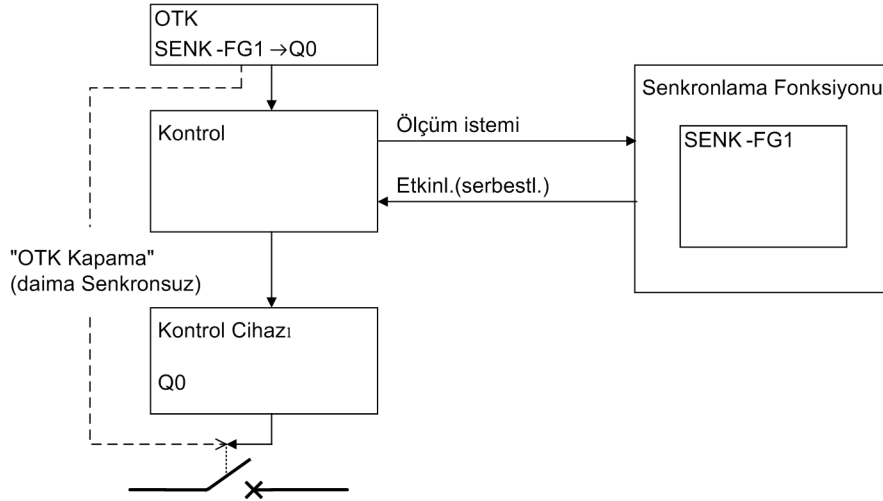 OTK
SENK -FG1 →Q0
Kontrol
Ölçüm istemi
Etkinl.(serbestl.)
Senkronlama Fonksiyonu
SENK -FG1
"OTK Kapama"
(daima Senkronsuz)
Kontrol Cihazı
Q0